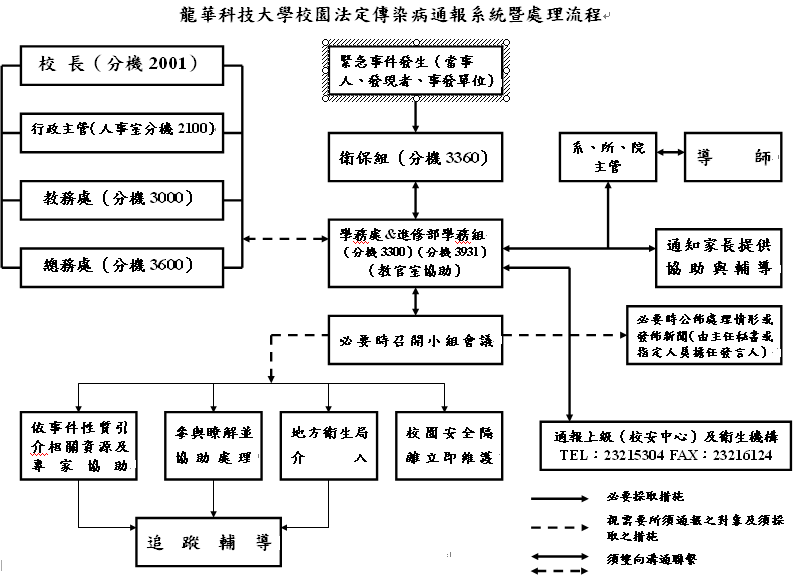 龍華科技大學校園法定傳染病通報系統暨處理流程
校 長（分機 2001）
行政主管(人事室分機 2100)
教務處（分機 3000）
總務處（分機 3600）
緊急事件發生（當事
人、發現者、事發單位）
衛保組（分機 3360）
學務處&進修部學務組
（分機 3300）（分機 3931）
（教官室協助）
必要時召開小組會議
系、所、院
主管
導 師
通知家長提供
協助與輔導
必要時公佈處理情形或
發佈新聞(由主任秘書或
指定人員擔任發言人）
依事件性質引
介相關資源及
專家協助
參與瞭解並
協助處理
地方衛生局
介 入
校園安全隔
離立即維護
通報上級（校安中心）及衛生機構
TEL：23215304 FAX：23216124
追 蹤 輔 導
必要採取措施
視需要所須通報之對象及須採
取之措施
須雙向溝通聯繫